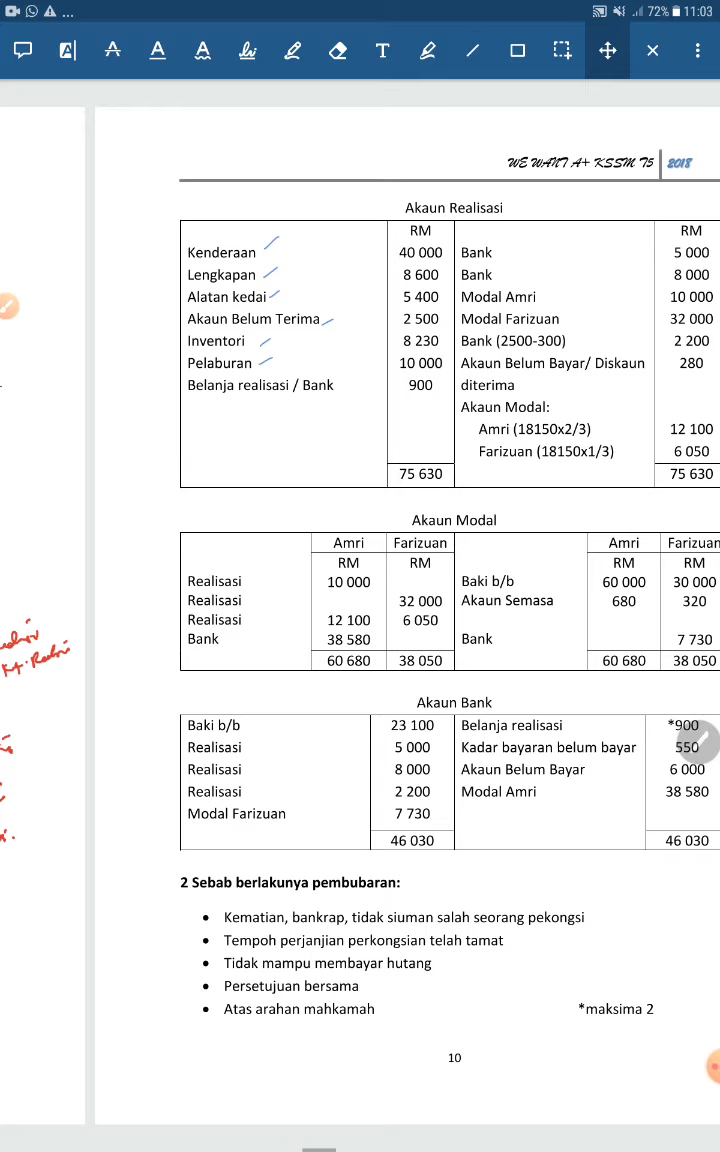 ... 72% 11:03
WE WANT A+ KSSM T5 2018
Akaun Realisasi
RM RM
Kenderaan 40 000 Bank 5 000
Lengkapan 8 600 Bank 8 000
Alatan kedai 5 400 Modal Amri 10 000
Akaun Belum Terima 2 500 Modal Farizuan 32 000
Inventori 8 230 Bank (2500-300) 2 200
Pelaburan 10 000 Akaun Belum Bayar/ Diskaun 280
Belanja realisasi / Bank 900 diterima
Akaun Modal:
Amri (18150x2/3) 12 100
Farizuan (18150x1/3) 6 050
75 630 75 630
Akaun Modal
Amri Farizuan Amri Farizuan
RM RM RM RM
Realisasi 10 000 Baki b/b 60 000 30 000
Realisasi 32 000 Akaun Semasa 680 320
Realisasi 12 100 6 050
Bank 38 580 Bank 7 730
60 680 38 050 60 680 38 050
Akaun Bank
Baki b/b 23 100 Belanja realisasi *900
Realisasi 5 000 Kadar bayaran belum bayar 550
Realisasi 8 000 Akaun Belum Bayar 6 000
Realisasi 2 200 Modal Amri 38 580
Modal Farizuan 7 730
46 030 46 030
2 Sebab berlakunya pembubaran:
• Kematian, bankrap, tidak siuman salah seorang pekongsi
• Tempoh perjanjian perkongsian telah tamat
• Tidak mampu membayar hutang
• Persetujuan bersama
• Atas arahan mahkamah *maksima 2
10